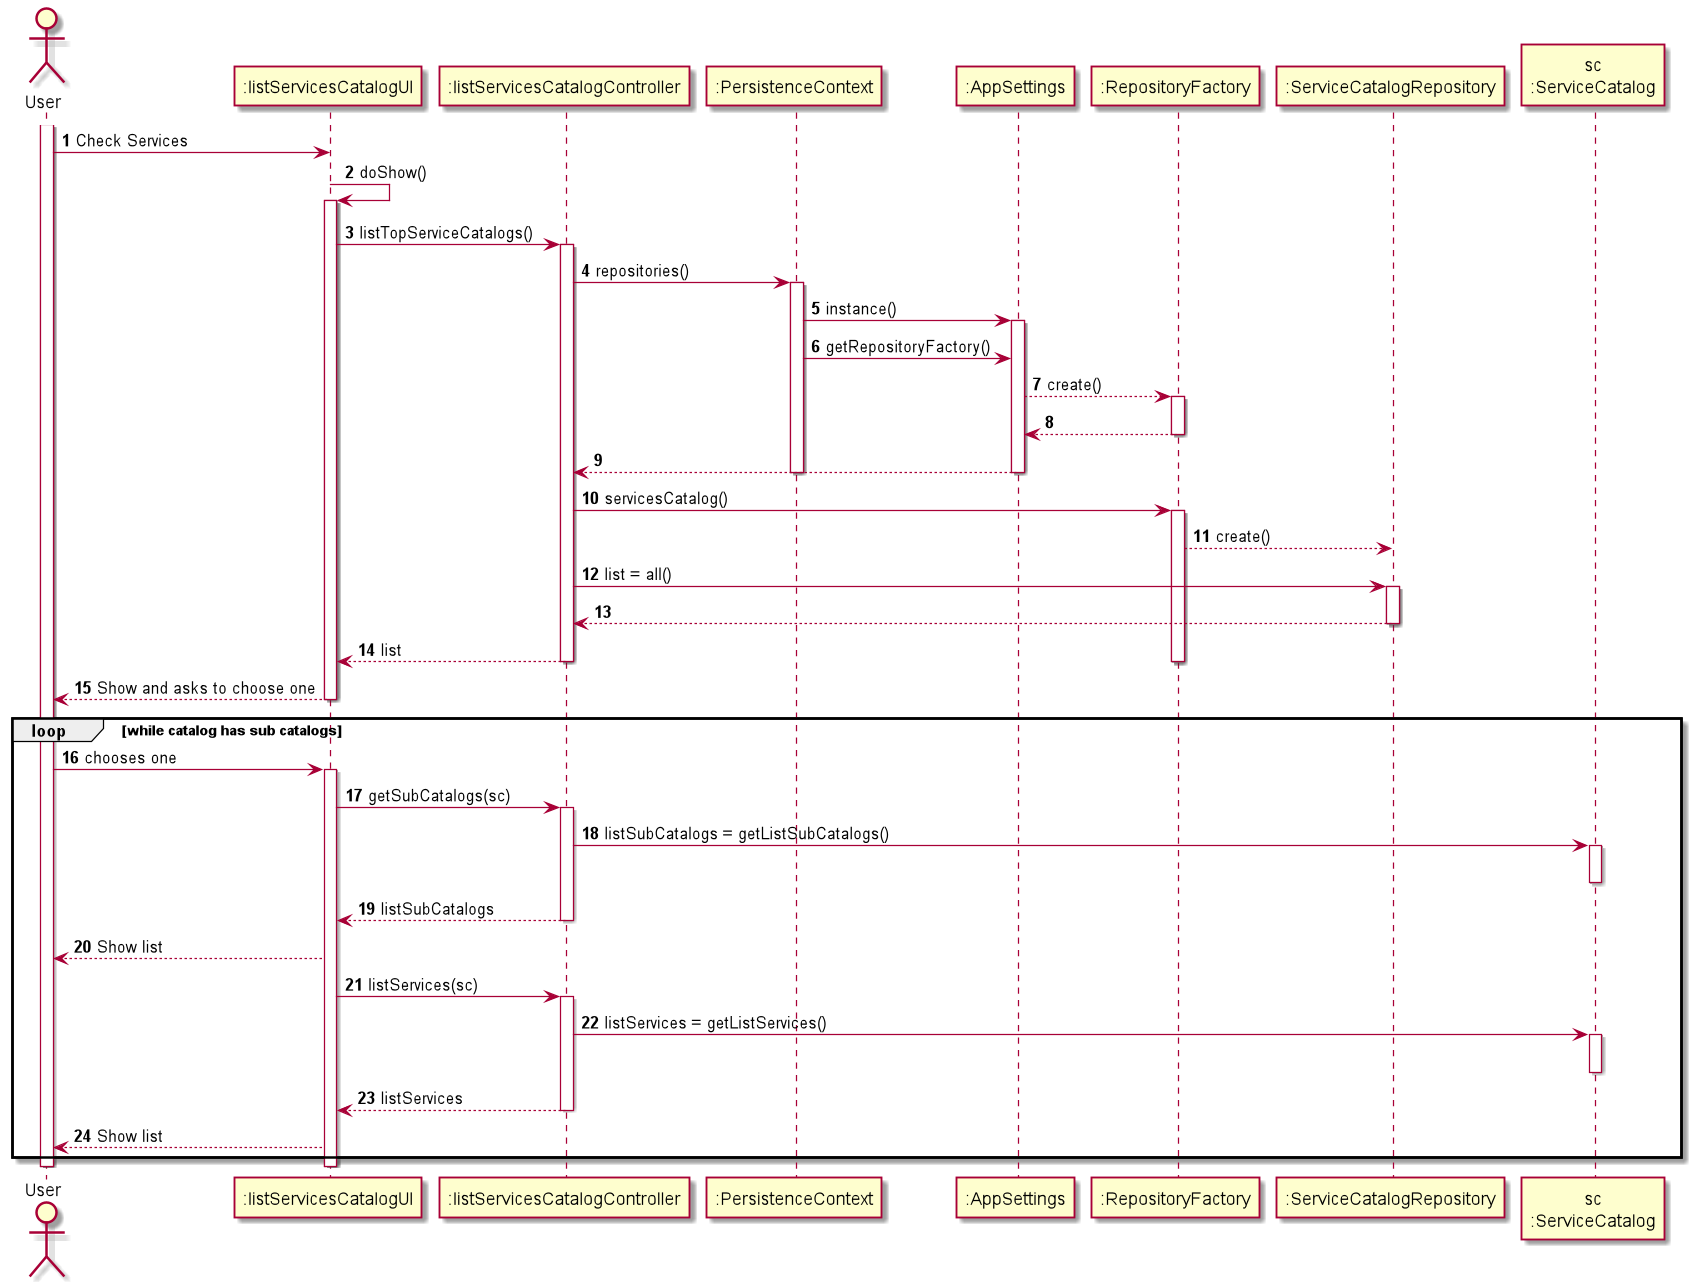 User
:listServicesCatalogUI
:listServicesCatalogController
:PersistenceContext
:AppSettings
:RepositoryFactory
:ServiceCatalogRepository
sc
:ServiceCatalog
1 Check Services
2 doShow()
3 listTopServiceCatalogs()
4 repositories()
5 instance()
6 getRepositoryFactory()
7 create()
8
9
10 servicesCatalog()
11 create()
12 list = all()
13
14 list
15 Show and asks to choose one
loop [while catalog has sub catalogs]
16 chooses one
17 getSubCatalogs(sc)
18 listSubCatalogs = getListSubCatalogs()
19 listSubCatalogs
20 Show list
21 listServices(sc)
22 listServices = getListServices()
23 listServices
24 Show list
User
:listServicesCatalogUI
:listServicesCatalogController
:PersistenceContext
:AppSettings
:RepositoryFactory
:ServiceCatalogRepository
sc
:ServiceCatalog